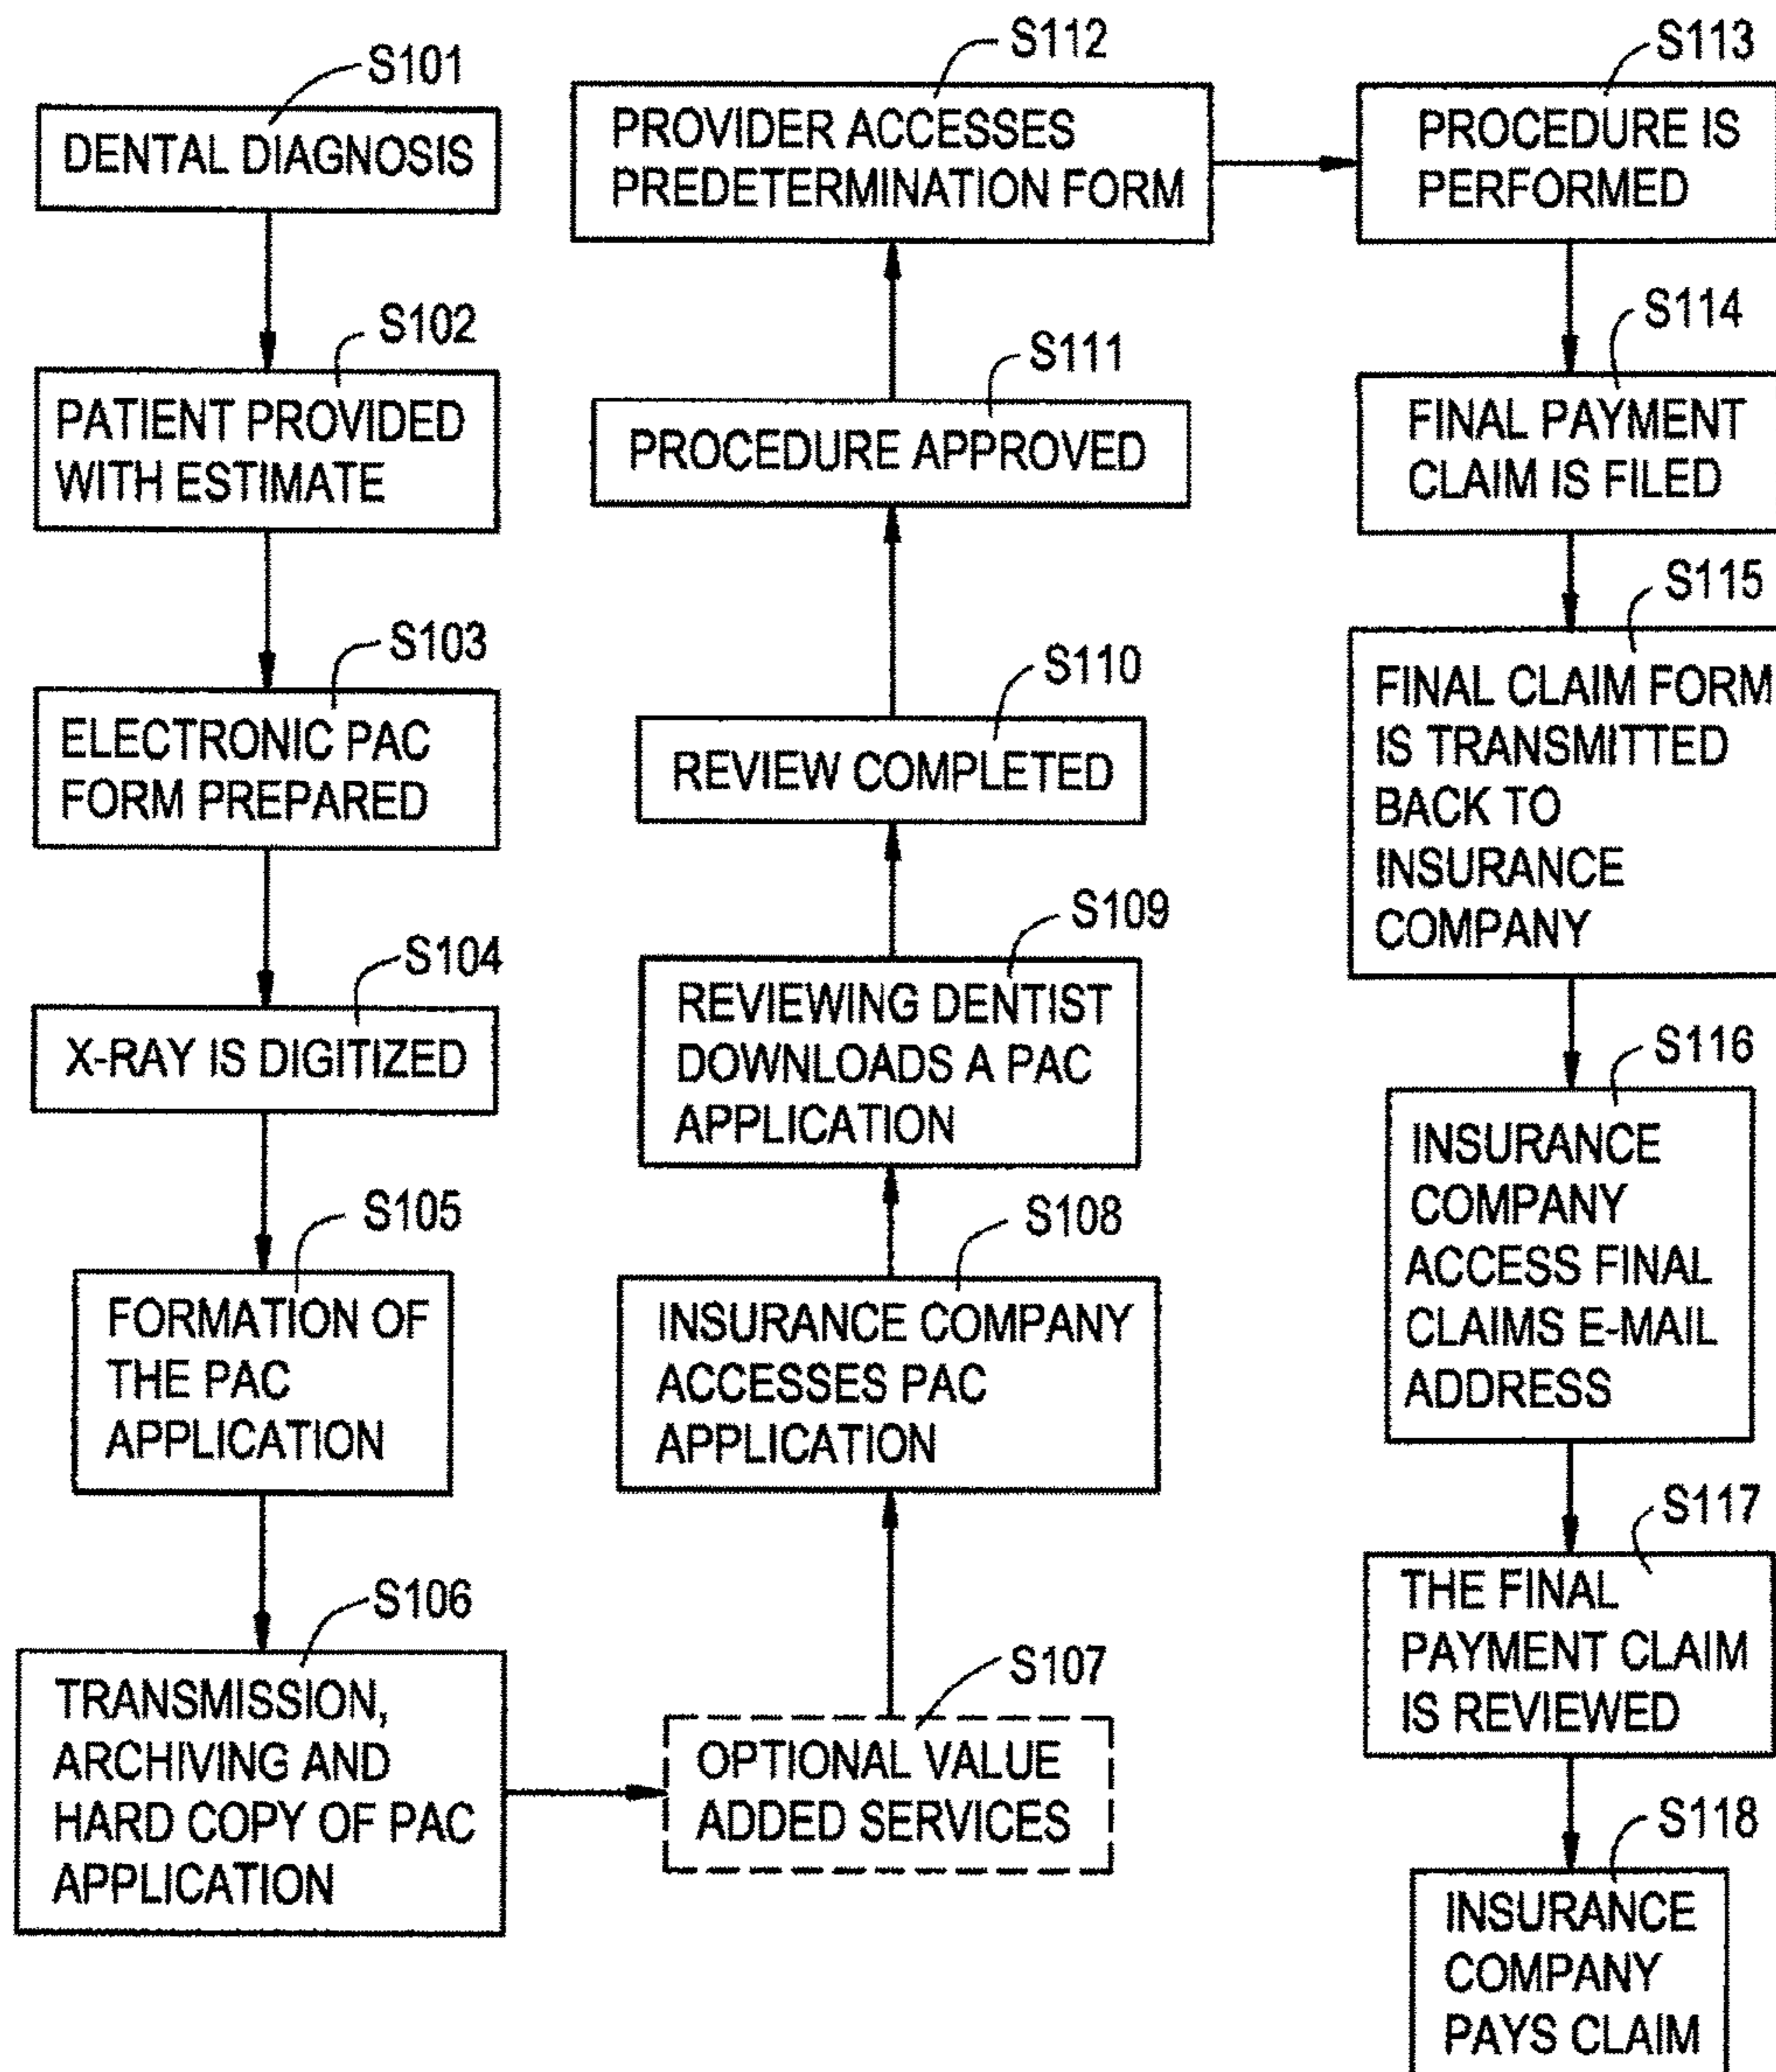 S101
DENTAL DIAGNOSIS
S102
PATIENT PROVIDED
WITH ESTIMATE
S103
ELECTRONIC PAC
FORM PREPARED
S104
X-RAY IS DIGITIZED
S105
FORMATION OF
THE PAC
APPLICATION
S106
TRANSMISSION,
ARCHIVING AND
HARD COPY OF PAC
APPLICATION
S107
OPTIONAL VALUE
ADDED SERVICES
S108
INSURANCE COMPANY
ACCESSES PAC
APPLICATION
S109
REVIEWING DENTIST
DOWNLOADS A PAC
APPLICATION
S110
REVIEW COMPLETED
S111
PROCEDURE APPROVED
S112
PROVIDER ACCESSES
PREDETERMINATION FORM
S113
PROCEDURE IS
PERFORMED
S114
FINAL PAYMENT
CLAIM IS FILED
S115
FINAL CLAIM FORM
IS TRANSMITTED
BACK TO
INSURANCE
COMPANY
S116
INSURANCE
COMPANY
ACCESS FINAL
CLAIMS E-MAIL
ADDRESS
S117
THE FINAL
PAYMENT CLAIM
IS REVIEWED
S118
INSURANCE
COMPANY
PAYS CLAIM